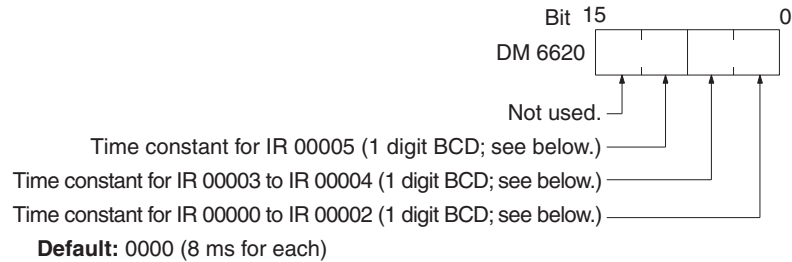 Bit 15 0
DM 6620
Not used.
Time constant for IR 00005 (1 digit BCD; see below.)
Time constant for IR 00003 to IR 00004 (1 digit BCD; see below.)
Time constant for IR 00000 to IR 00002 (1 digit BCD; see below.)
Default: 0000 (8 ms for each)